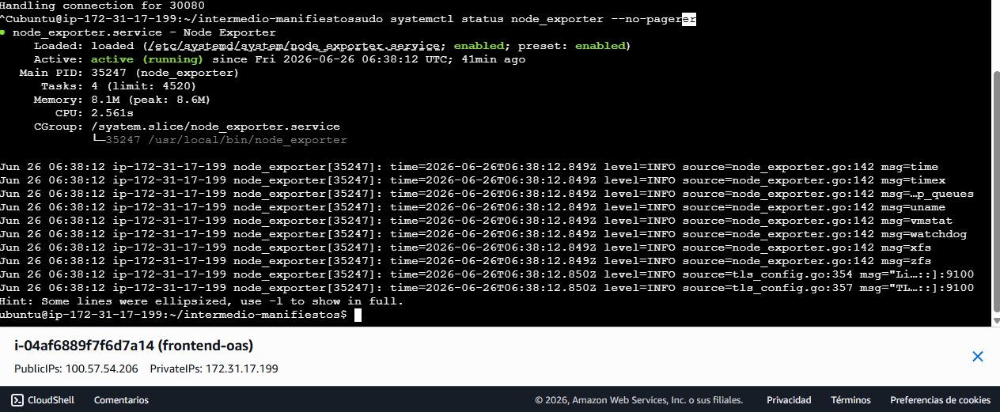 Handling connection for 30080
^Cubuntu@ip-172-31-17-199:~/intermedio-manifiestossudo systemctl status node_exporter --no-pagerer
● node_exporter.service - Node Exporter
Loaded: loaded (/etc/systemd/system/node_exporter.service; enabled; preset: enabled)
Active: active (running) since Fri 2026-06-26 06:38:12 UTC; 41min ago
Main PID: 35247 (node_exporter)
Tasks: 4 (limit: 4520)
Memory: 8.1M (peak: 8.6M)
CPU: 2.561s
CGroup: /system.slice/node_exporter.service
└─35247 /usr/local/bin/node_exporter
Jun 26 06:38:12 ip-172-31-17-199 node_exporter[35247]: time=2026-06-26T06:38:12.849Z level=INFO source=node_exporter.go:142 msg=time
Jun 26 06:38:12 ip-172-31-17-199 node_exporter[35247]: time=2026-06-26T06:38:12.849Z level=INFO source=node_exporter.go:142 msg=timex
Jun 26 06:38:12 ip-172-31-17-199 node_exporter[35247]: time=2026-06-26T06:38:12.849Z level=INFO source=node_exporter.go:142 msg=…p_queues
Jun 26 06:38:12 ip-172-31-17-199 node_exporter[35247]: time=2026-06-26T06:38:12.849Z level=INFO source=node_exporter.go:142 msg=uname
Jun 26 06:38:12 ip-172-31-17-199 node_exporter[35247]: time=2026-06-26T06:38:12.849Z level=INFO source=node_exporter.go:142 msg=vmstat
Jun 26 06:38:12 ip-172-31-17-199 node_exporter[35247]: time=2026-06-26T06:38:12.849Z level=INFO source=node_exporter.go:142 msg=watchdog
Jun 26 06:38:12 ip-172-31-17-199 node_exporter[35247]: time=2026-06-26T06:38:12.849Z level=INFO source=node_exporter.go:142 msg=xfs
Jun 26 06:38:12 ip-172-31-17-199 node_exporter[35247]: time=2026-06-26T06:38:12.849Z level=INFO source=node_exporter.go:142 msg=zfs
Jun 26 06:38:12 ip-172-31-17-199 node_exporter[35247]: time=2026-06-26T06:38:12.850Z level=INFO source=tls_config.go:354 msg="Li…::]:9100
Jun 26 06:38:12 ip-172-31-17-199 node_exporter[35247]: time=2026-06-26T06:38:12.850Z level=INFO source=tls_config.go:357 msg="TL…::]:9100
Hint: Some lines were ellipsized, use -l to show in full.
ubuntu@ip-172-31-17-199:~/intermedio-manifiestos$
i-04af6889f7f6d7a14 (frontend-oas)
PublicIPs: 100.57.54.206 PrivateIPs: 172.31.17.199
CloudShell Comentarios © 2026, Amazon Web Services, Inc. o sus filiales. Privacidad Términos Preferencias de cookies